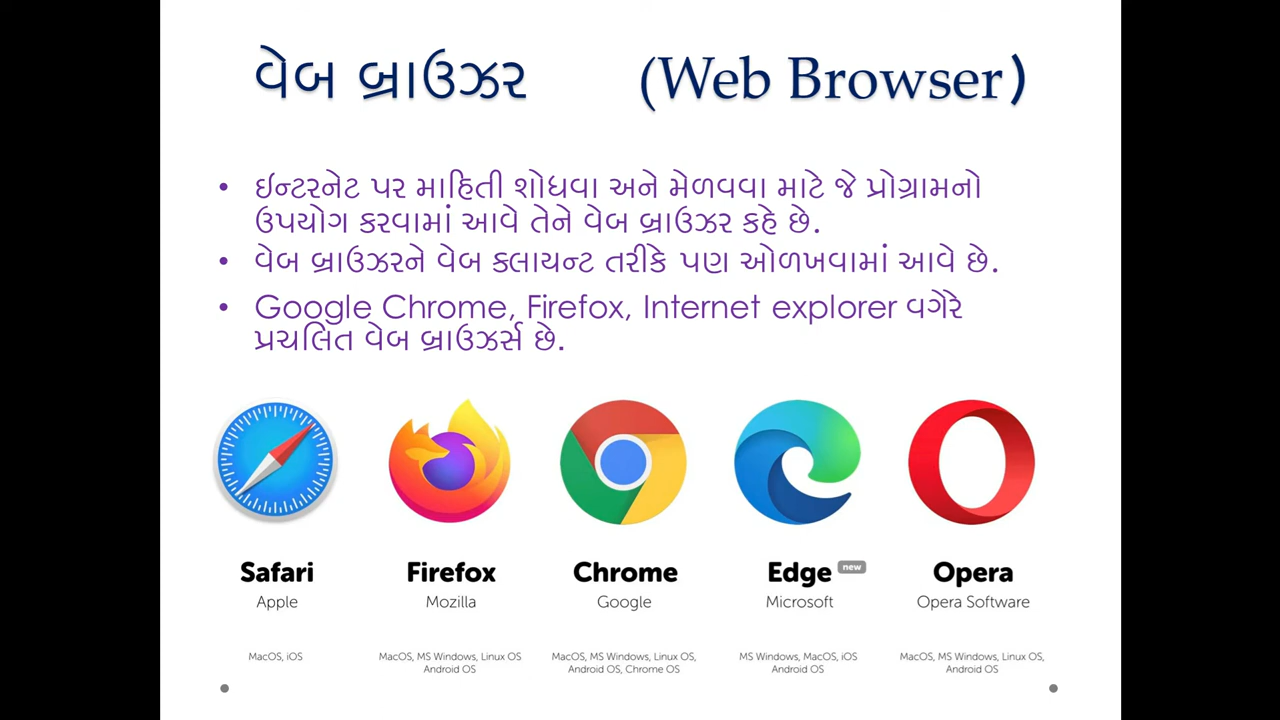 વેબ બ્રાઉઝર (Web Browser)
• ઈન્ટરનેટ પર માહિતી શોધવા અને મેળવવા માટે જે પ્રોગ્રામનો
ઉપયોગ કરવામાં આવે તેને વેબ બ્રાઉઝર કહે છે.
• વેબ બ્રાઉઝરને વેબ ક્લાયન્ટ તરીકે પણ ઓળખવામાં આવે છે.
• Google Chrome, Firefox, Internet explorer વગેરે
પ્રચલિત વેબ બ્રાઉઝર્સ છે.
Safari Firefox Chrome Edge new Opera
Apple Mozilla Google Microsoft Opera Software
MacOS, iOS MacOS, MS Windows, Linux OS MacOS, MS Windows, Linux OS, MS Windows, MacOS, iOS MacOS, MS Windows, Linux OS,
Android OS Android OS, Chrome OS Android OS Android OS